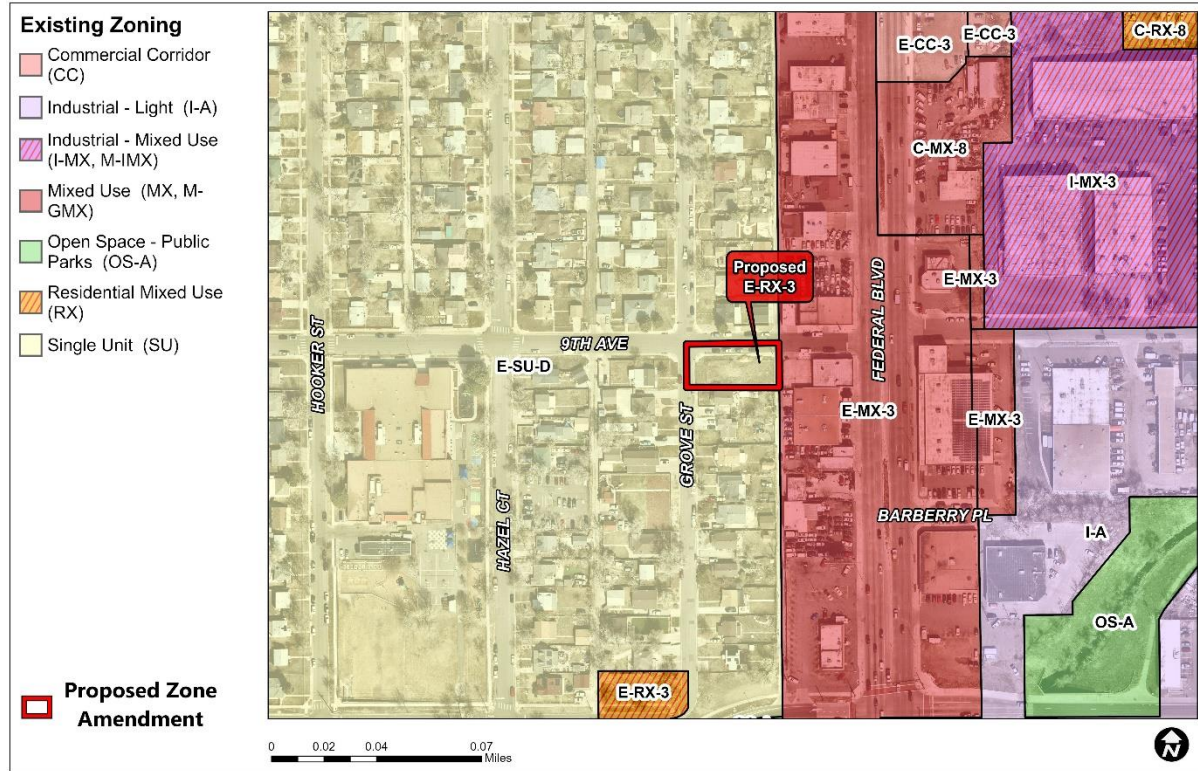 Existing Zoning
Commercial Corridor
(CC)
Industrial - Light (I-A)
Industrial - Mixed Use
(I-MX, M-IMX)
Mixed Use (MX, M-
GMX)
Open Space - Public
Parks (OS-A)
Residential Mixed Use
(RX)
Single Unit (SU)
Proposed Zone
Amendment
E-CC-3
E-CC-3
C-RX-8
C-MX-8
I-MX-3
Proposed
E-RX-3
FEDERAL BLVD
E-MX-3
HOOKER ST
9TH AVE
E-SU-D
GROVE ST
E-MX-3
E-MX-3
HAZEL CT
BARBERRY PL
I-A
OS-A
E-RX-3
0 0.02 0.04 0.07
Miles
N